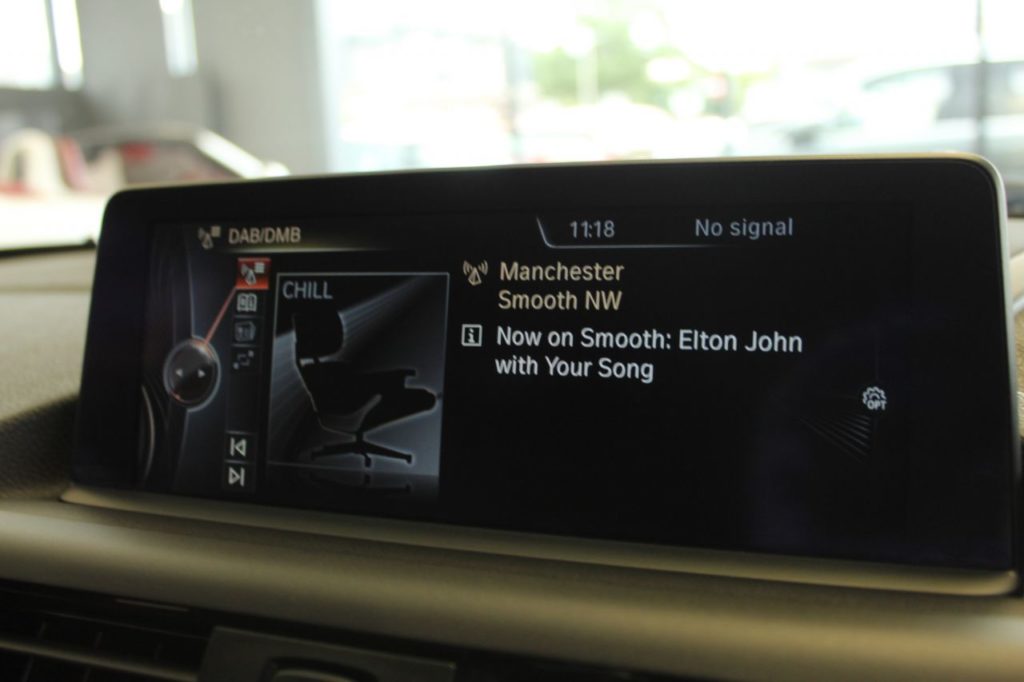 DAB/DMB
11:18
No signal
CHILL
Manchester
Smooth NW
Now on Smooth: Elton John
with Your Song
OPT